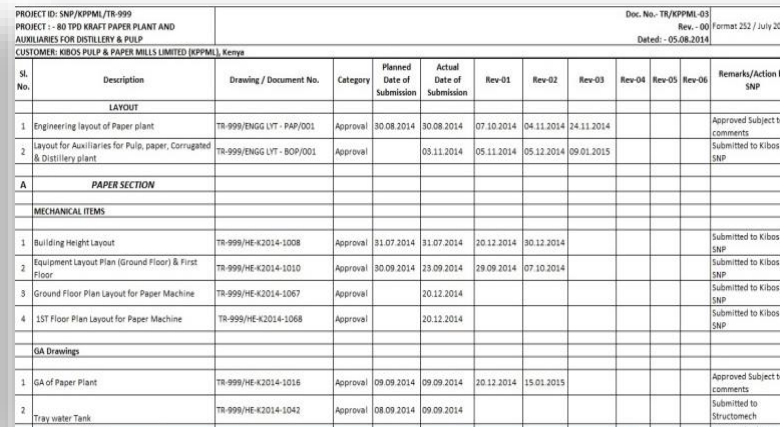 PROJECT ID: SNP/KPPML/TR-999 Doc. No.- TR/KPPML-03
PROJECT : - 80 TPD KRAFT PAPER PLANT AND Rev. - 00 Format 252 / July 20
AUXILIARIES FOR DISTILLERY & PULP Dated: - 05.08.2014
CUSTOMER: KIBOS PULP & PAPER MILLS LIMITED (KPPML), Kenya
Sl. No. Description Drawing / Document No. Category Planned Date of Submission Actual Date of Submission Rev-01 Rev-02 Rev-03 Rev-04 Rev-05 Rev-06 Remarks/Action SNP
LAYOUT
1 Engineering layout of Paper plant TR-999/ENGG LYT - PAP/001 Approval 30.08.2014 30.08.2014 07.10.2014 04.11.2014 24.11.2014 Approved Subject t comments
2 Layout for Auxiliaries for Pulp, paper, Corrugated & Distillery plant TR-999/ENGG LYT - BOP/001 Approval 03.11.2014 05.11.2014 05.12.2014 09.01.2015 Submitted to Kibos SNP
A PAPER SECTION
MECHANICAL ITEMS
1 Building Height Layout TR-999/HE-K2014-1008 Approval 31.07.2014 31.07.2014 20.12.2014 30.12.2014 Submitted to Kibos SNP
2 Equipment Layout Plan (Ground Floor) & First Floor TR-999/HE-K2014-1010 Approval 30.09.2014 23.09.2014 29.09.2014 07.10.2014 Submitted to Kibos SNP
3 Ground Floor Plan Layout for Paper Machine TR-999/HE-K2014-1067 Approval 20.12.2014 Submitted to Kibos SNP
4 1ST Floor Plan Layout for Paper Machine TR-999/HE-K2014-1068 Approval 20.12.2014 Submitted to Kibos SNP
GA Drawings
1 GA of Paper Plant TR-999/HE-K2014-1016 Approval 09.09.2014 09.09.2014 20.12.2014 15.01.2015 Approved Subject t comments
2 Tray water Tank TR-999/HE-K2014-1042 Approval 08.09.2014 09.09.2014 Submitted to Structomech